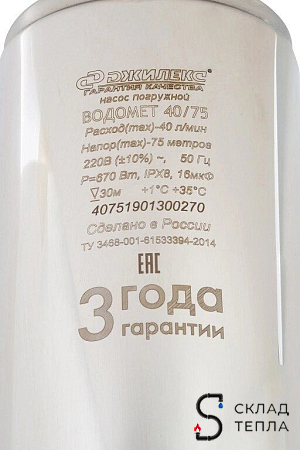 ДЖИЛЕКС
ГАРАНТИЯ КАЧЕСТВА
насос погружной
ВОДОМЕТ 40/75
Расход(max)-40 л/мин
Напор(max)-75 метров
220В (±10%) ~, 50 Гц
P=670 Вт, IPX8, 16мкФ
∇30м +1°C +35°C
40751901300270
Сделано в России
ТУ 3468-001-61533394-2014
ЕАС
3 года
гарантии
СКЛАД
ТЕПЛА